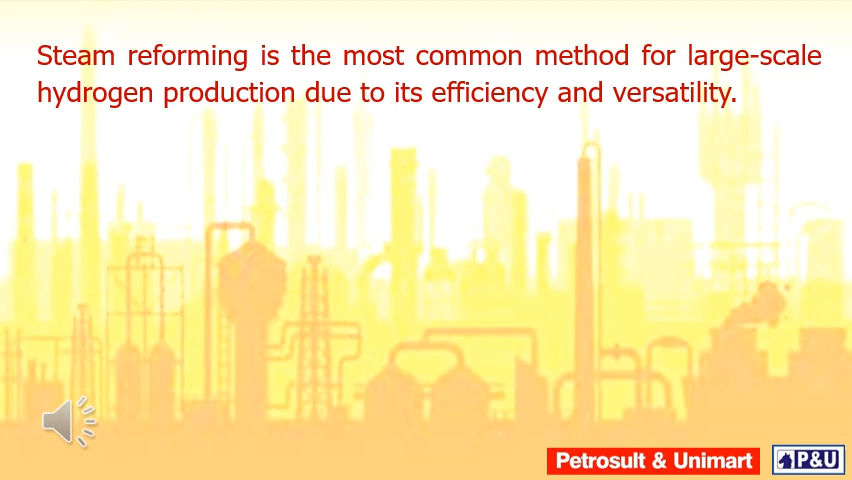 Steam reforming is the most common method for large-scale
hydrogen production due to its efficiency and versatility.
Petrosult & Unimart
P&U